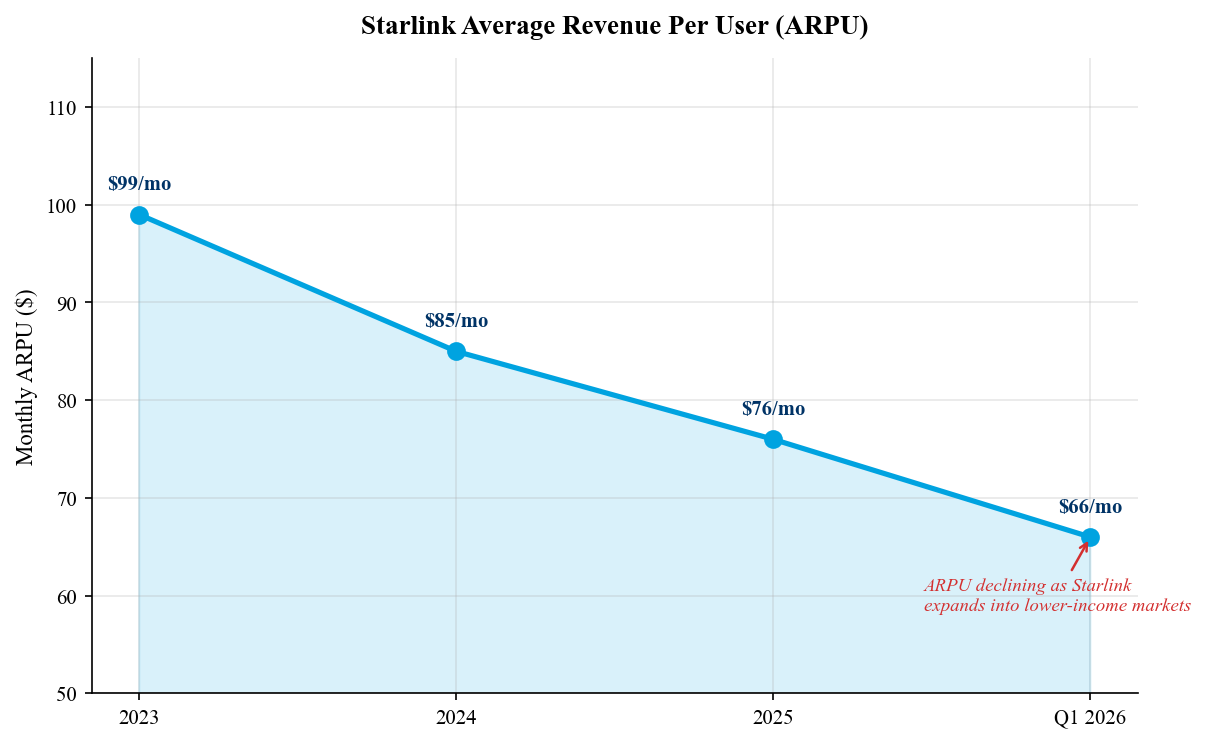 Starlink Average Revenue Per User (ARPU)
Monthly ARPU ($)
110
100
90
80
70
60
50
$99/mo
$85/mo
$76/mo
$66/mo
ARPU declining as Starlink
expands into lower-income markets
2023
2024
2025
Q1 2026